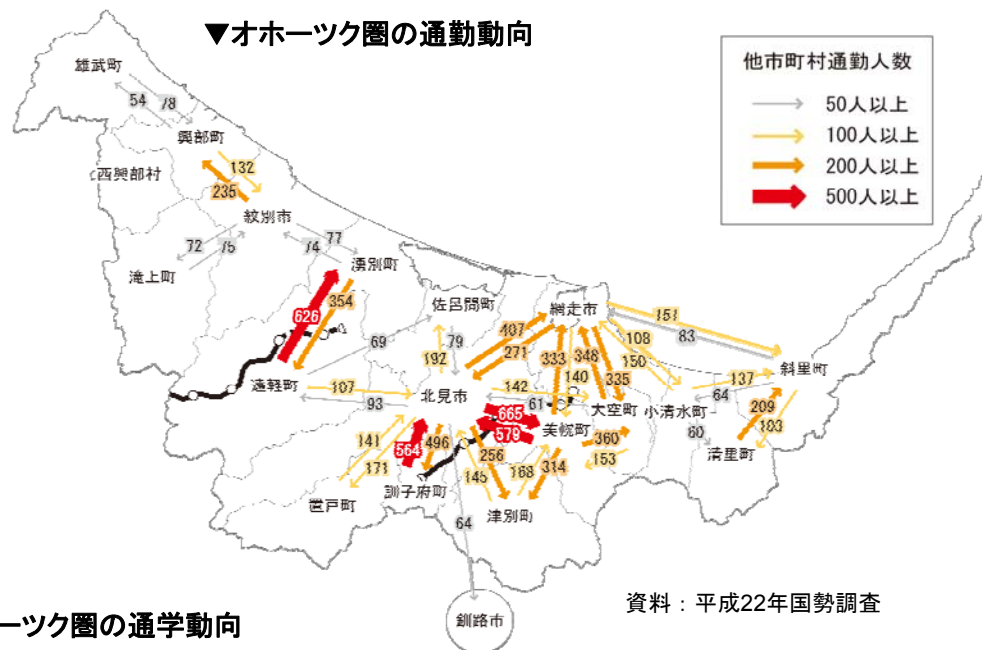 ▼オホーツク圏の通勤動向
他市町村通勤人数
50人以上
100人以上
200人以上
500人以上
雄武町
54
78
興部町
132
西興部村
235
紋別市
72
75
77
74
滝上町
湧別町
626
354
佐呂間町
網走市
69
192
79
407
271
333
348
335
140
108
150
151
83
斜里町
遠軽町
107
93
北見市
142
61
大空町
小清水町
137
64
209
103
60
清里町
665
579
美幌町
360
153
141
171
564
496
256
145
168
314
置戸町
訓子府町
津別町
64
釧路市
資料：平成22年国勢調査
ーツク圏の通学動向